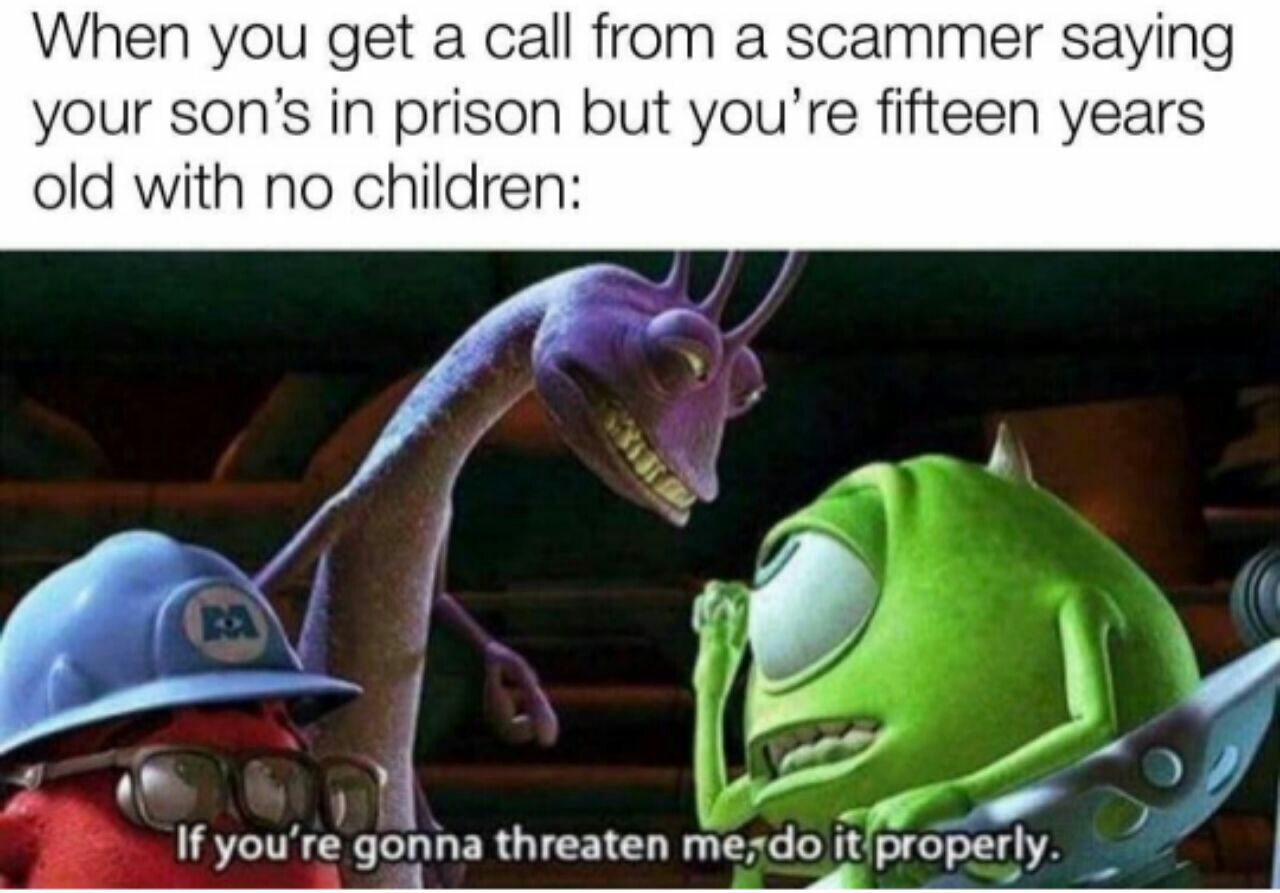 When you get a call from a scammer saying
your son's in prison but you're fifteen years
old with no children:
M
If you're gonna threaten me, do it properly.